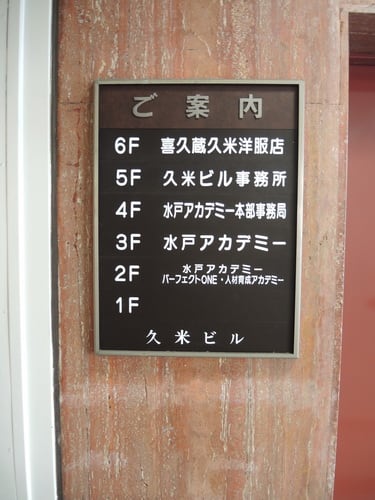 ご案内
6F 喜久蔵久米洋服店
5F 久米ビル事務所
4F 水戸アカデミー本部事務局
3F 水戸アカデミー
2F 水戸アカデミー
パーフェクトONE・人材育成アカデミー
1F
久米ビル